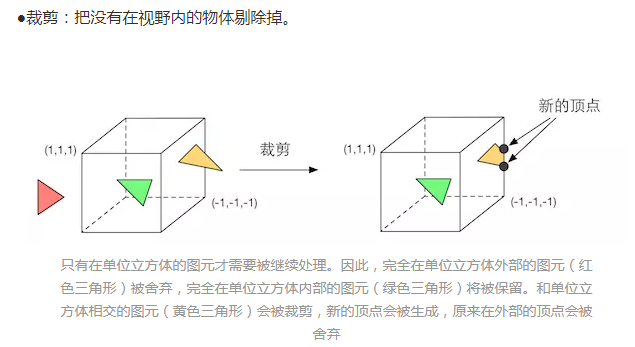 ●裁剪：把没有在视野内的物体剔除掉。
新的顶点
(1,1,1)
裁剪
(1,1,1)
(-1,-1,-1)
(-1,-1,-1)
只有在单位立方体的图元才需要被继续处理。因此，完全在单位立方体外部的图元（红
色三角形）被舍弃，完全在单位立方体内部的图元（绿色三角形）将被保留。和单位立
方体相交的图元（黄色三角形）会被裁剪，新的顶点会被生成，原来在外部的顶点会被
舍弃